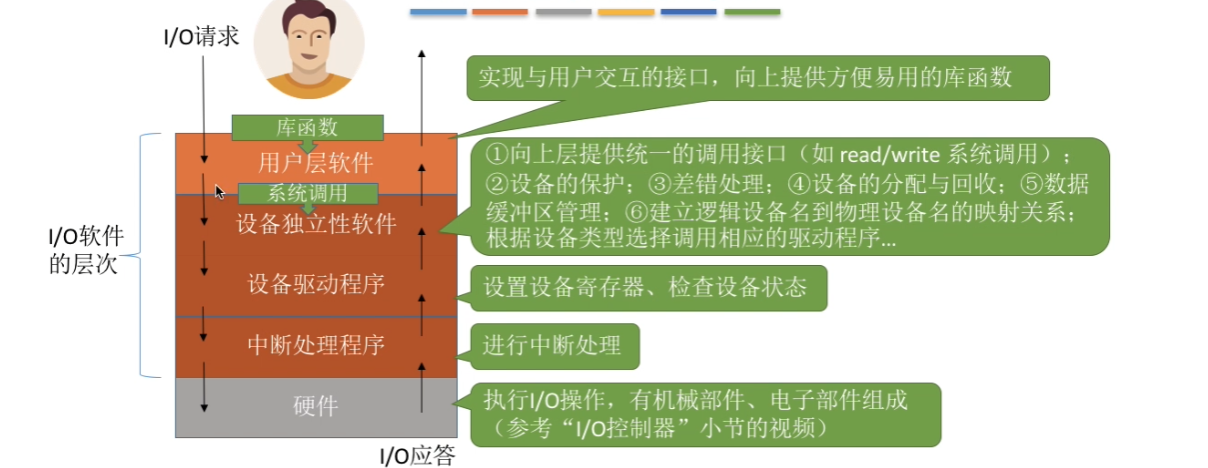 I/O请求
实现与用户交互的接口，向上提供方便易用的库函数
库函数
用户层软件
系统调用
①向上层提供统一的调用接口（如 read/write 系统调用）；
②设备的保护；③差错处理；④设备的分配与回收；⑤数据
缓冲区管理；⑥建立逻辑设备名到物理设备名的映射关系；
根据设备类型选择调用相应的驱动程序...
设备独立性软件
I/O软件
的层次
设备驱动程序
设置设备寄存器、检查设备状态
中断处理程序
进行中断处理
硬件
执行I/O操作，有机械部件、电子部件组成
（参考“I/O控制器”小节的视频）
I/O应答